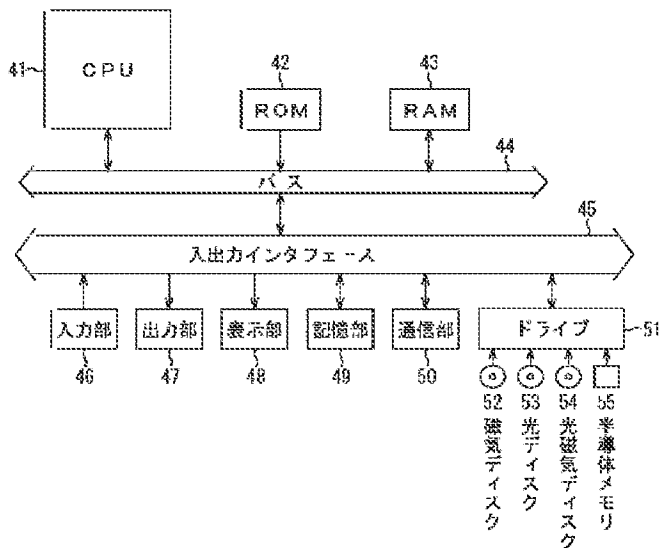 41
CPU
42
ROM
43
RAM
44
バス
45
入出力インタフェース
入力部
出力部
表示部
記憶部
通信部
ドライブ
51
46
47
48
49
50
52 磁気ディスク
53 光ディスク
54 光磁気ディスク
55 半導体メモリ